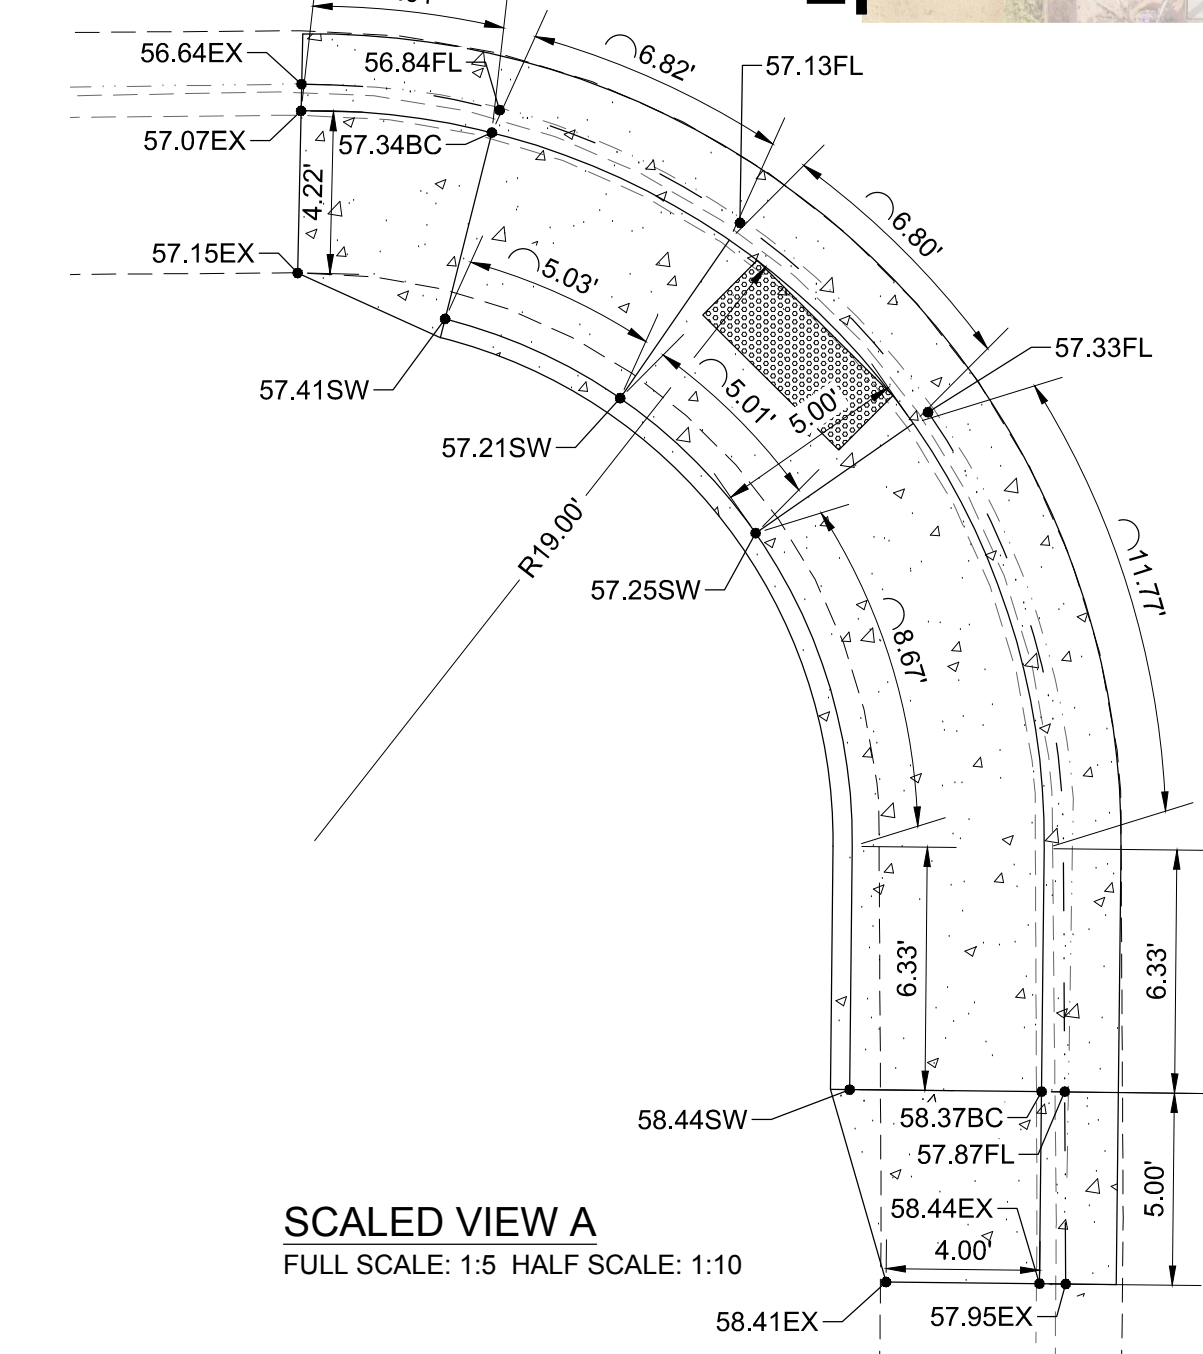 56.64EX
56.84FL
6.82'
57.13FL
57.07EX
57.34BC
4.22'
6.80'
57.15EX
5.03'
57.33FL
57.41SW
5.01'
5.00'
57.21SW
R19.00'
11.77'
57.25SW
8.67'
6.33'
6.33'
58.44SW
58.37BC
57.87FL
5.00'
58.44EX
4.00'
SCALED VIEW A
FULL SCALE: 1:5 HALF SCALE: 1:10
58.41EX
57.95EX